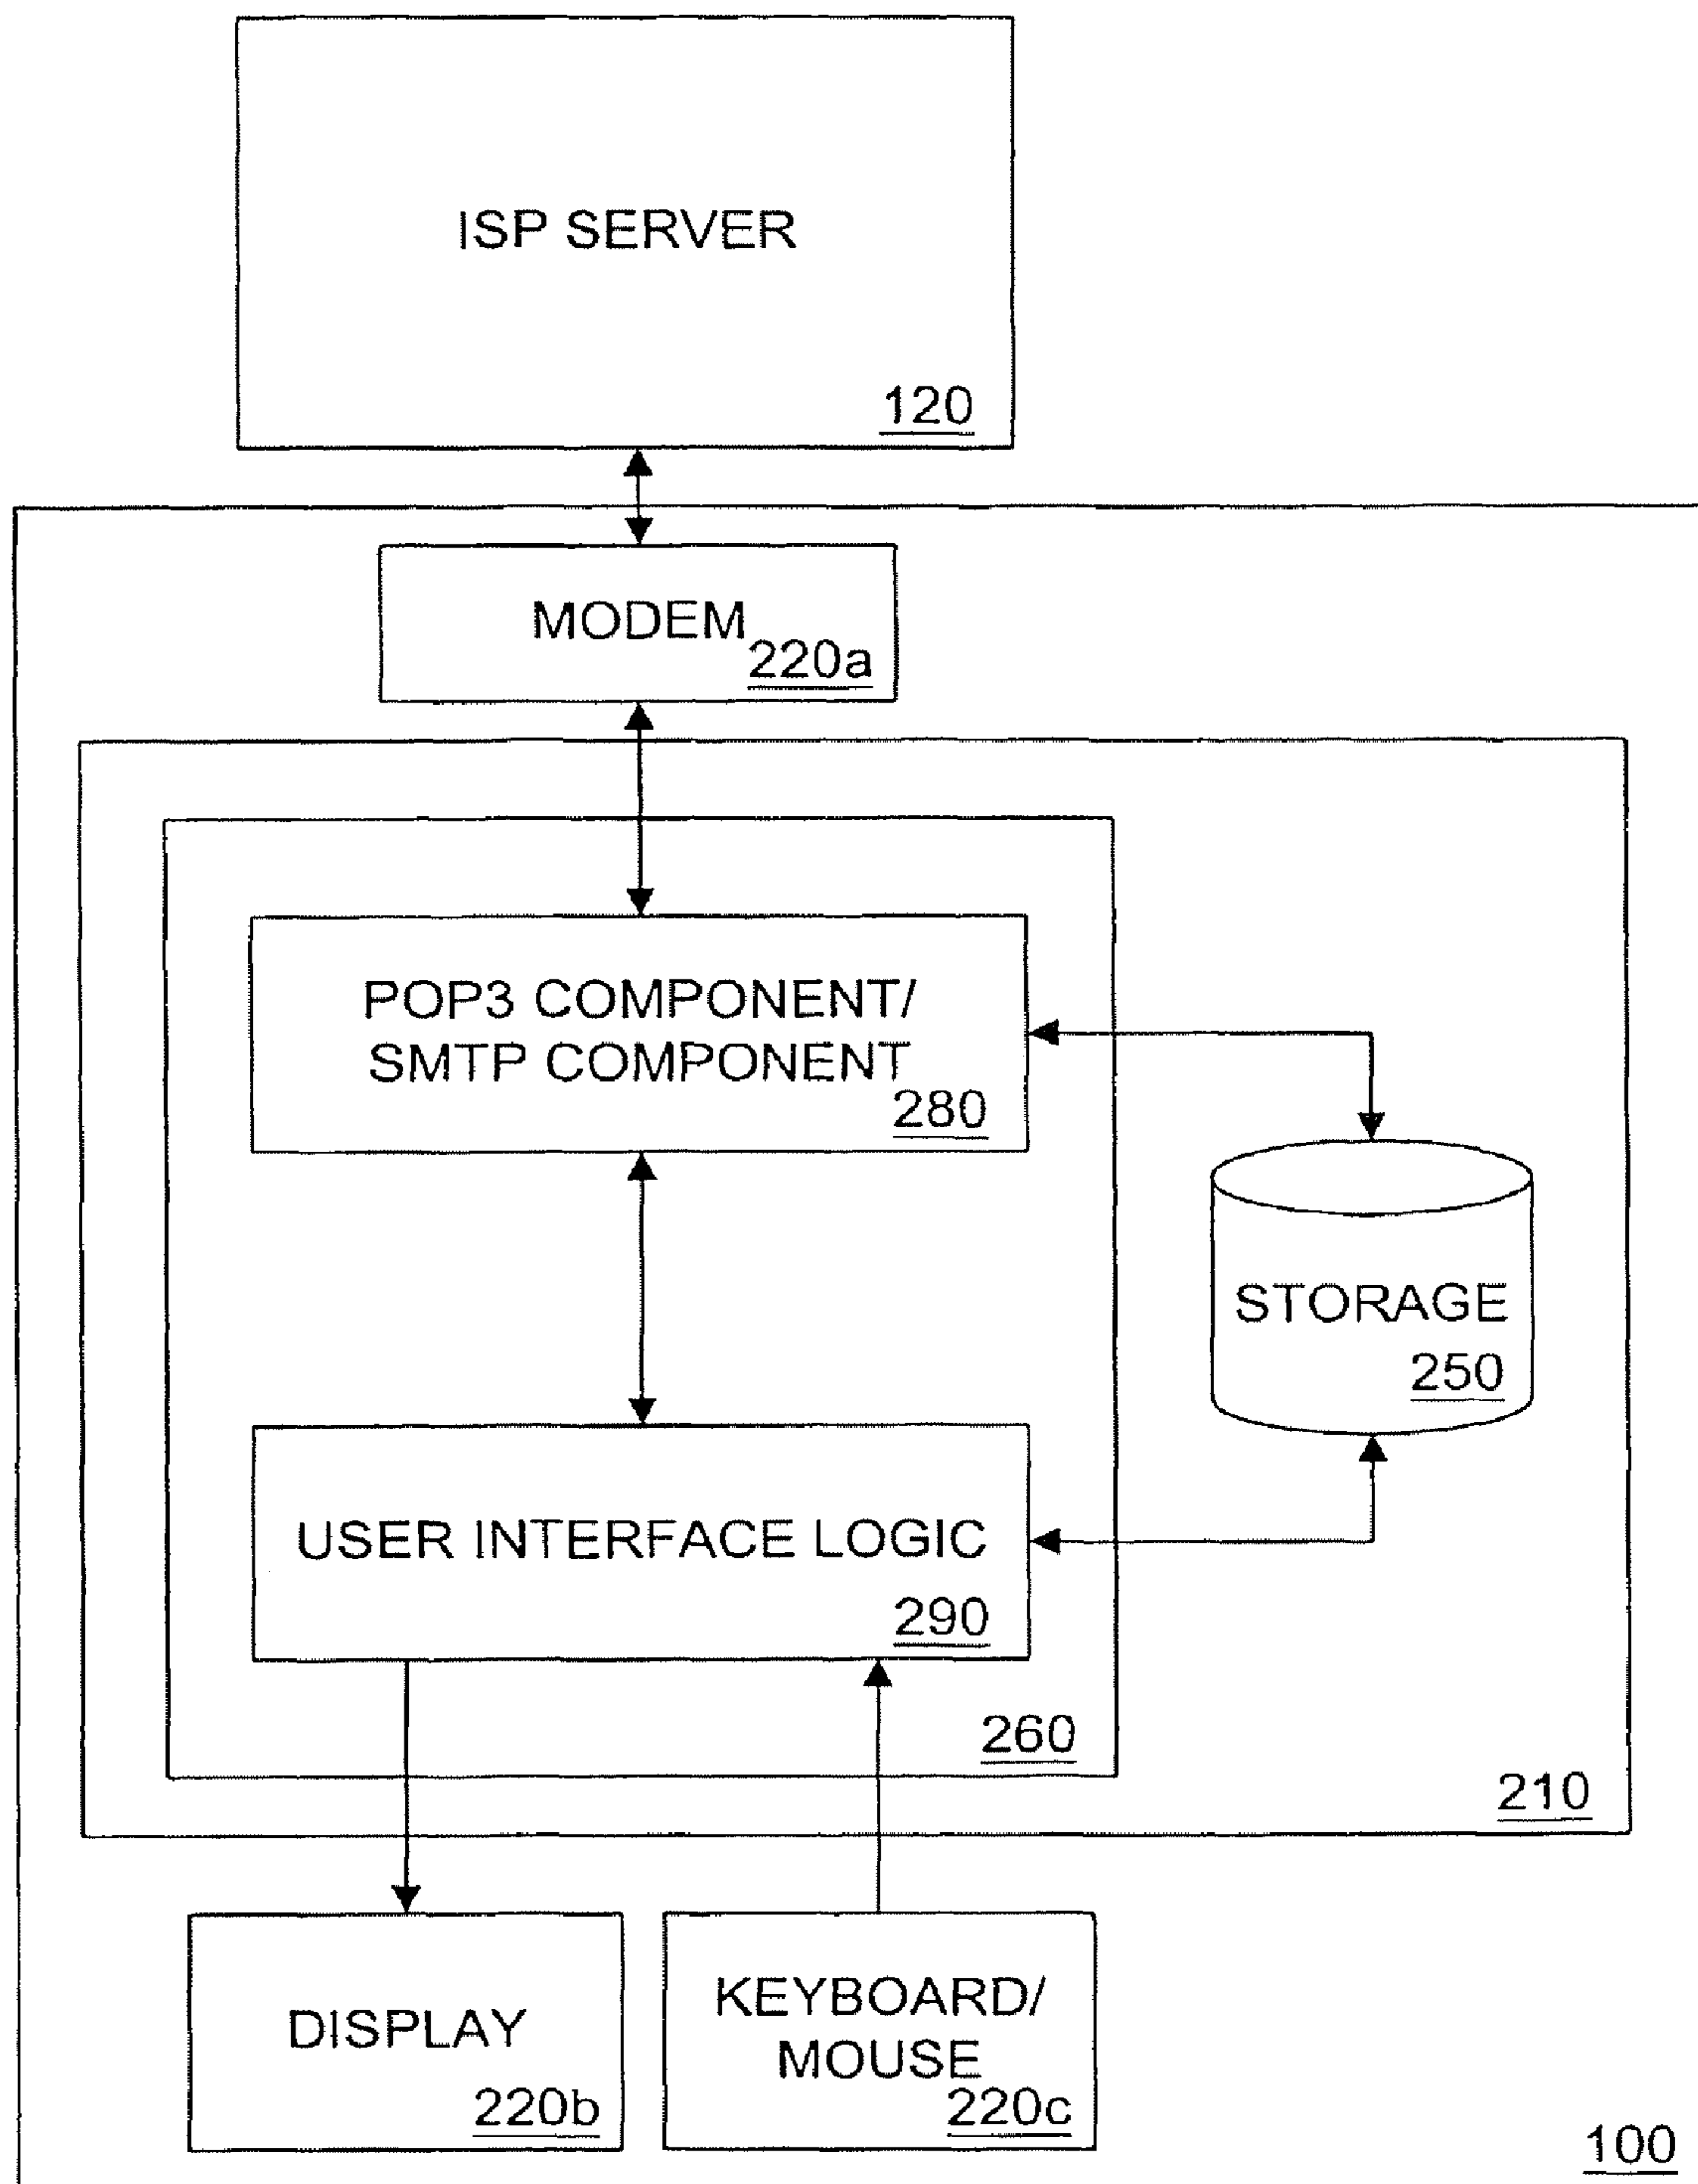 ISP SERVER
120
MODEM
220a
POP3 COMPONENT/
SMTP COMPONENT
280
STORAGE
250
USER INTERFACE LOGIC
290
260
210
DISPLAY
220b
KEYBOARD/
MOUSE
220c
100